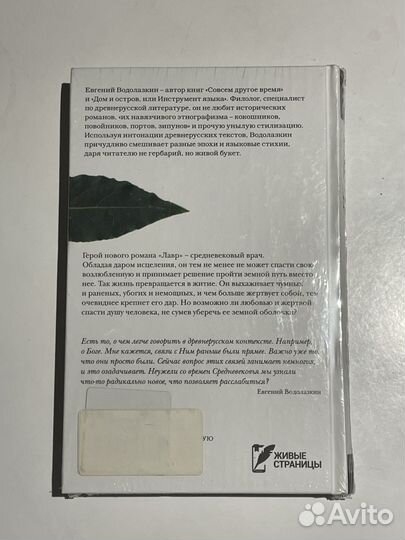 Евгений Водолазкин – автор книг «Совсем другое время»
и «Дом и остров, или Инструмент языка». Филолог, специалист
по древнерусской литературе, он не любит исторических
романов, «их навязчивого этнографизма – кокошников,
повойников, портов, зипунов» и прочую унылую стилизацию.
Используя интонации древнерусских текстов, Водолазкин
причудливо смешивает разные эпохи и языковые стихии,
даря читателю не гербарий, но живой букет.
Герой нового романа «Лавр» – средневековый врач.
Обладая даром исцеления, он тем не менее не может спасти свою
возлюбленную и принимает решение пройти земной путь вместо
нее. Так жизнь превращается в житие. Он выхаживает чумных
и раненых, убогих и немощных, и чем больше жертвует собой, тем
очевиднее крепнет его дар. Но возможно ли любовью и жертвой
спасти душу человека, не сумев уберечь ее земной оболочки?
Есть то, о чем легче говорить в древнерусском контексте. Например,
о Боге. Мне кажется, связи с Ним раньше были прямее. Важно уже то,
что они просто были. Сейчас вопрос этих связей занимает немногих,
и это озадачивает. Неужели со времен Средневековья мы узнали
что-то радикально новое, что позволяет расслабиться?
Евгений Водолазкин
УЮ
ЖИВЫЕ
СТРАНИЦЫ
Avito